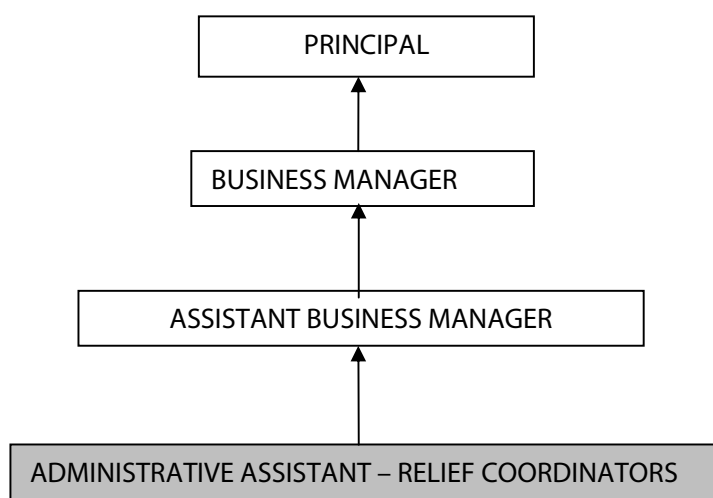 PRINCIPAL
BUSINESS MANAGER
ASSISTANT BUSINESS MANAGER
ADMINISTRATIVE ASSISTANT – RELIEF COORDINATORS